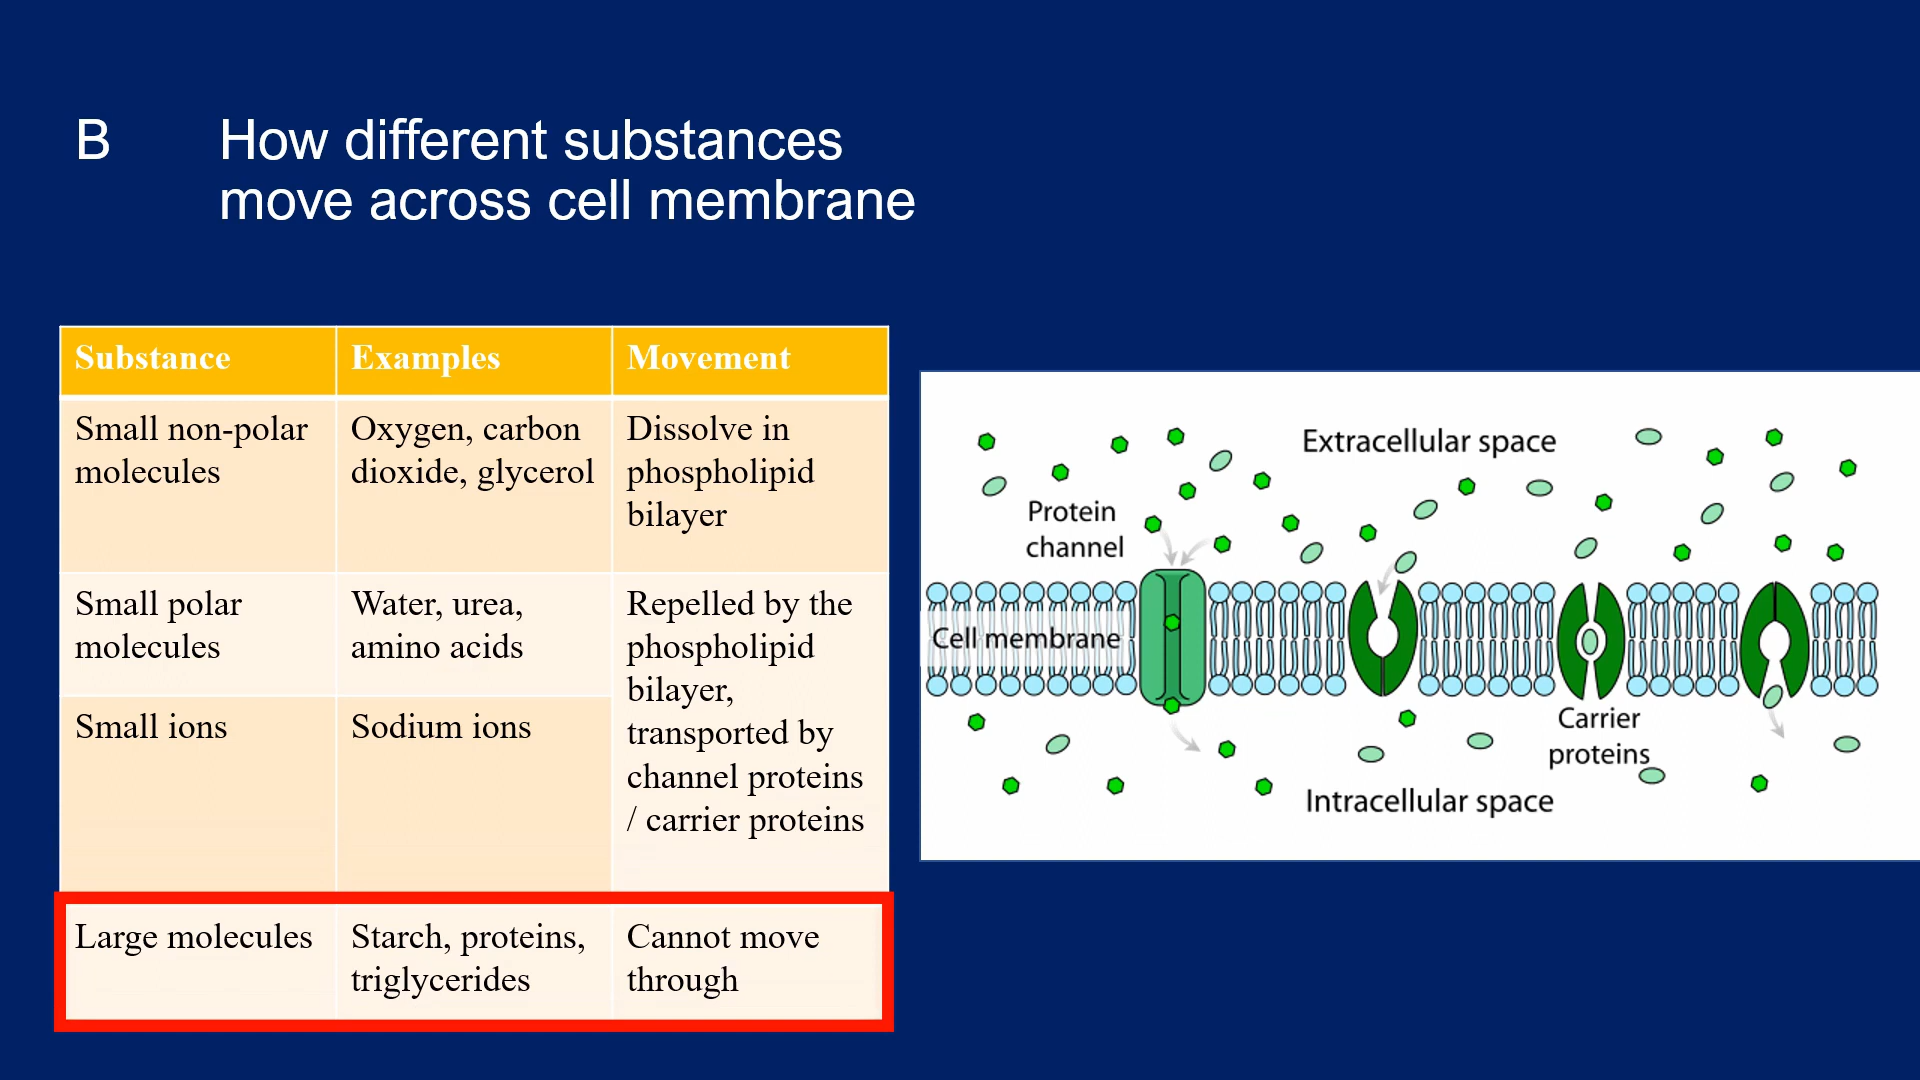 B How different substances
move across cell membrane
Substance Examples Movement
Small non-polar
molecules
Oxygen, carbon
dioxide, glycerol
Dissolve in
phospholipid
bilayer
Small polar
molecules
Water, urea,
amino acids
Repelled by the
phospholipid
bilayer,
transported by
channel proteins
/ carrier proteins
Small ions
Sodium ions
Large molecules
Starch, proteins,
triglycerides
Cannot move
through
Extracellular space
Protein
channel
Cell membrane
Carrier
proteins
Intracellular space